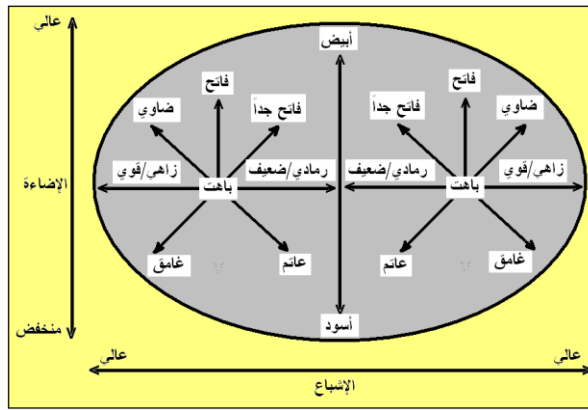 عالي
أبيض
فاتح
فاتح
ضاوي
فاتح جداً
فاتح جداً
ضاوي
زاهي/قوي
رمادي/ضعيف
رمادي/ضعيف
زاهي/قوي
الإضاءة
باهت
باهت
غامق
عاتم
عاتم
غامق
أسود
منخفض
عالي
عالي
الإشباع